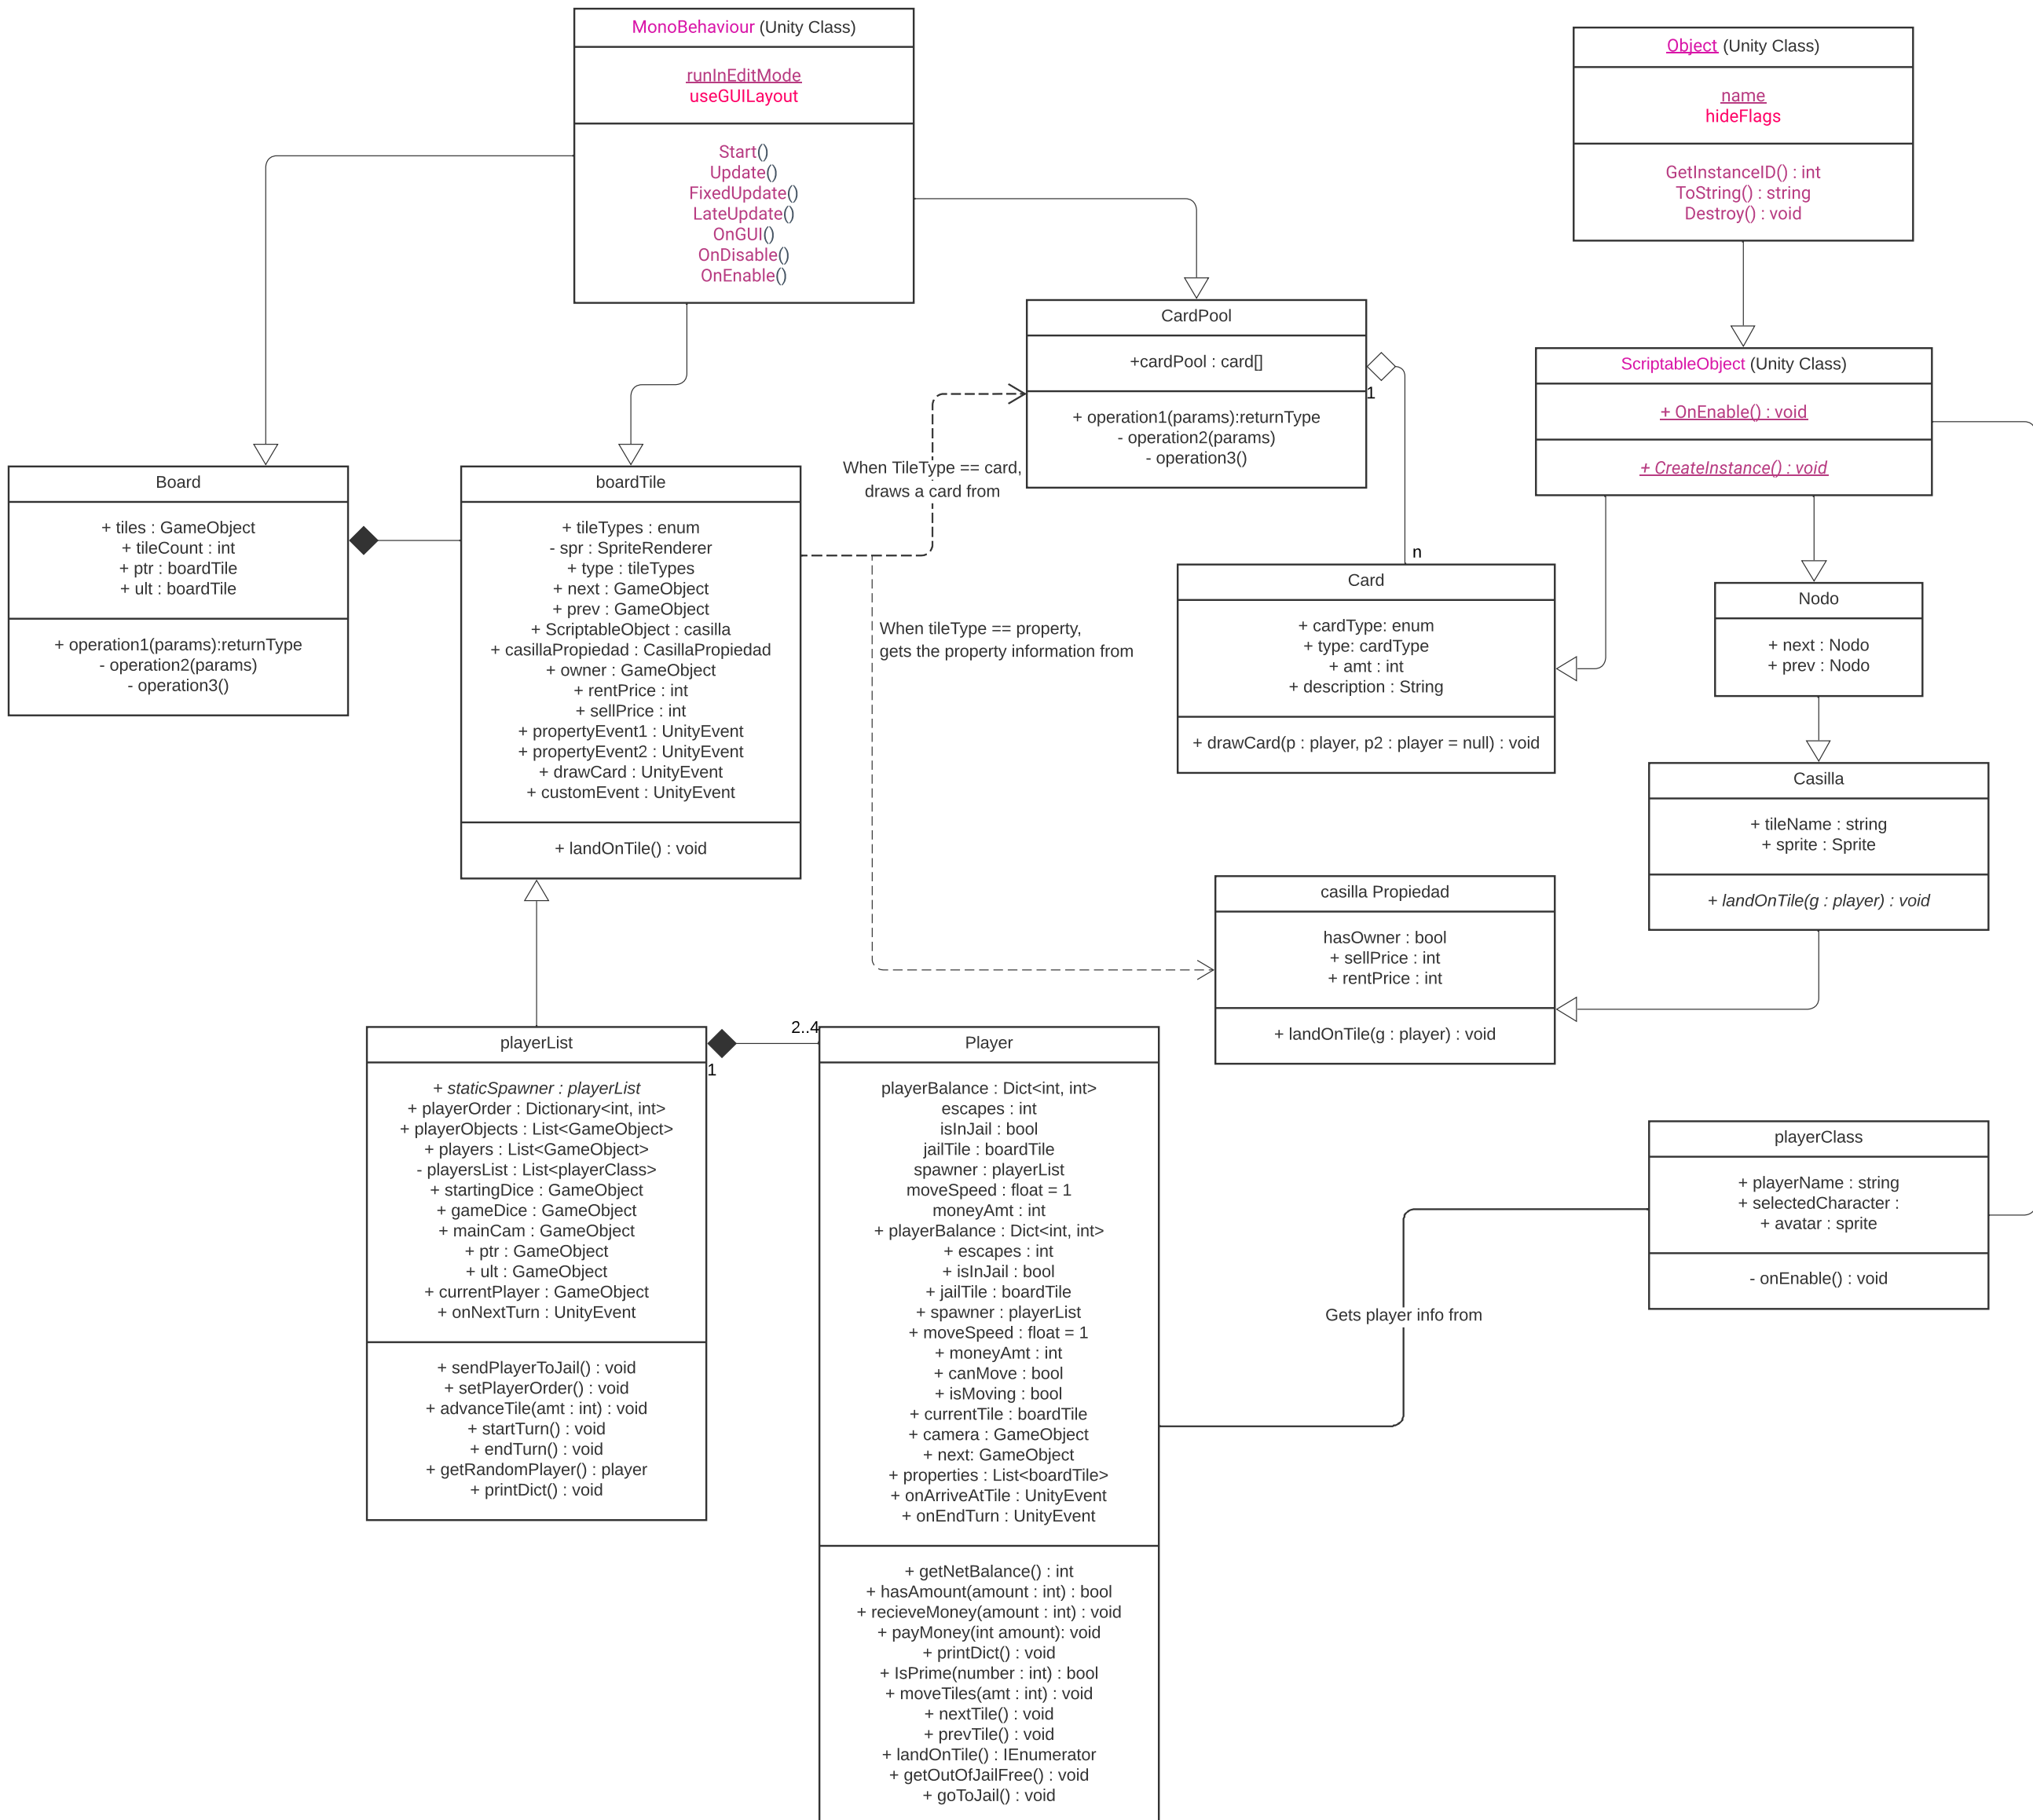 MonoBehaviour (Unity Class)
runInEditMode
useGUILayout
Start()
Update()
FixedUpdate()
LateUpdate()
OnGUI()
OnDisable()
OnEnable()
Object (Unity Class)
name
hideFlags
GetInstanceID() : int
ToString() : string
Destroy() : void
CardPool
+cardPool : card[]
+ operation1(params):returnType
- operation2(params)
- operation3()
1
n
ScriptableObject (Unity Class)
+ OnEnable() : void
+ CreateInstance() : void
Board
+ tiles : GameObject
+ tileCount : int
+ ptr : boardTile
+ ult : boardTile
+ operation1(params):returnType
- operation2(params)
- operation3()
boardTile
+ tileTypes : enum
- spr : SpriteRenderer
+ type : tileTypes
+ next : GameObject
+ prev : GameObject
+ ScriptableObject : casilla
+ casillaPropiedad : CasillaPropiedad
+ owner : GameObject
+ rentPrice : int
+ sellPrice : int
+ propertyEvent1 : UnityEvent
+ propertyEvent2 : UnityEvent
+ drawCard : UnityEvent
+ customEvent : UnityEvent
+ landOnTile() : void
When TileType == card,
draws a card from
When tileType == property,
gets the property information from
Card
+ cardType: enum
+ type: cardType
+ amt : int
+ description : String
+ drawCard(p : player, p2 : player = null) : void
Nodo
+ next : Nodo
+ prev : Nodo
Casilla
+ tileName : string
+ sprite : Sprite
+ landOnTile(g : player) : void
casilla Propiedad
hasOwner : bool
+ sellPrice : int
+ rentPrice : int
+ landOnTile(g : player) : void
playerList
+ staticSpawner : playerList
+ playerOrder : Dictionary<int, int>
+ playerObjects : List<GameObject>
+ players : List<GameObject>
- playersList : List<playerClass>
+ startingDice : GameObject
+ gameDice : GameObject
+ mainCam : GameObject
+ ptr : GameObject
+ ult : GameObject
+ currentPlayer : GameObject
+ onNextTurn : UnityEvent
+ sendPlayerToJail() : void
+ setPlayerOrder() : void
+ advanceTile(amt : int) : void
+ startTurn() : void
+ endTurn() : void
+ getRandomPlayer() : player
+ printDict() : void
1
2..4
Player
playerBalance : Dict<int, int>
escapes : int
isInJail : bool
jailTile : boardTile
spawner : playerList
moveSpeed : float = 1
moneyAmt : int
+ playerBalance : Dict<int, int>
+ escapes : int
+ isInJail : bool
+ jailTile : boardTile
+ spawner : playerList
+ moveSpeed : float = 1
+ moneyAmt : int
+ canMove : bool
+ isMoving : bool
+ currentTile : boardTile
+ camera : GameObject
+ next: GameObject
+ properties : List<boardTile>
+ onArriveAtTile : UnityEvent
+ onEndTurn : UnityEvent
+ getNetBalance() : int
+ hasAmount(amount : int) : bool
+ recieveMoney(amount : int) : void
+ payMoney(int amount): void
+ printDict() : void
+ IsPrime(number : int) : bool
+ moveTiles(amt : int) : void
+ nextTile() : void
+ prevTile() : void
+ landOnTile() : IEnumerator
+ getOutOfJailFree() : void
+ goToJail() : void
playerClass
+ playerName : string
+ selectedCharacter :
+ avatar : sprite
- onEnable() : void
Gets player info from